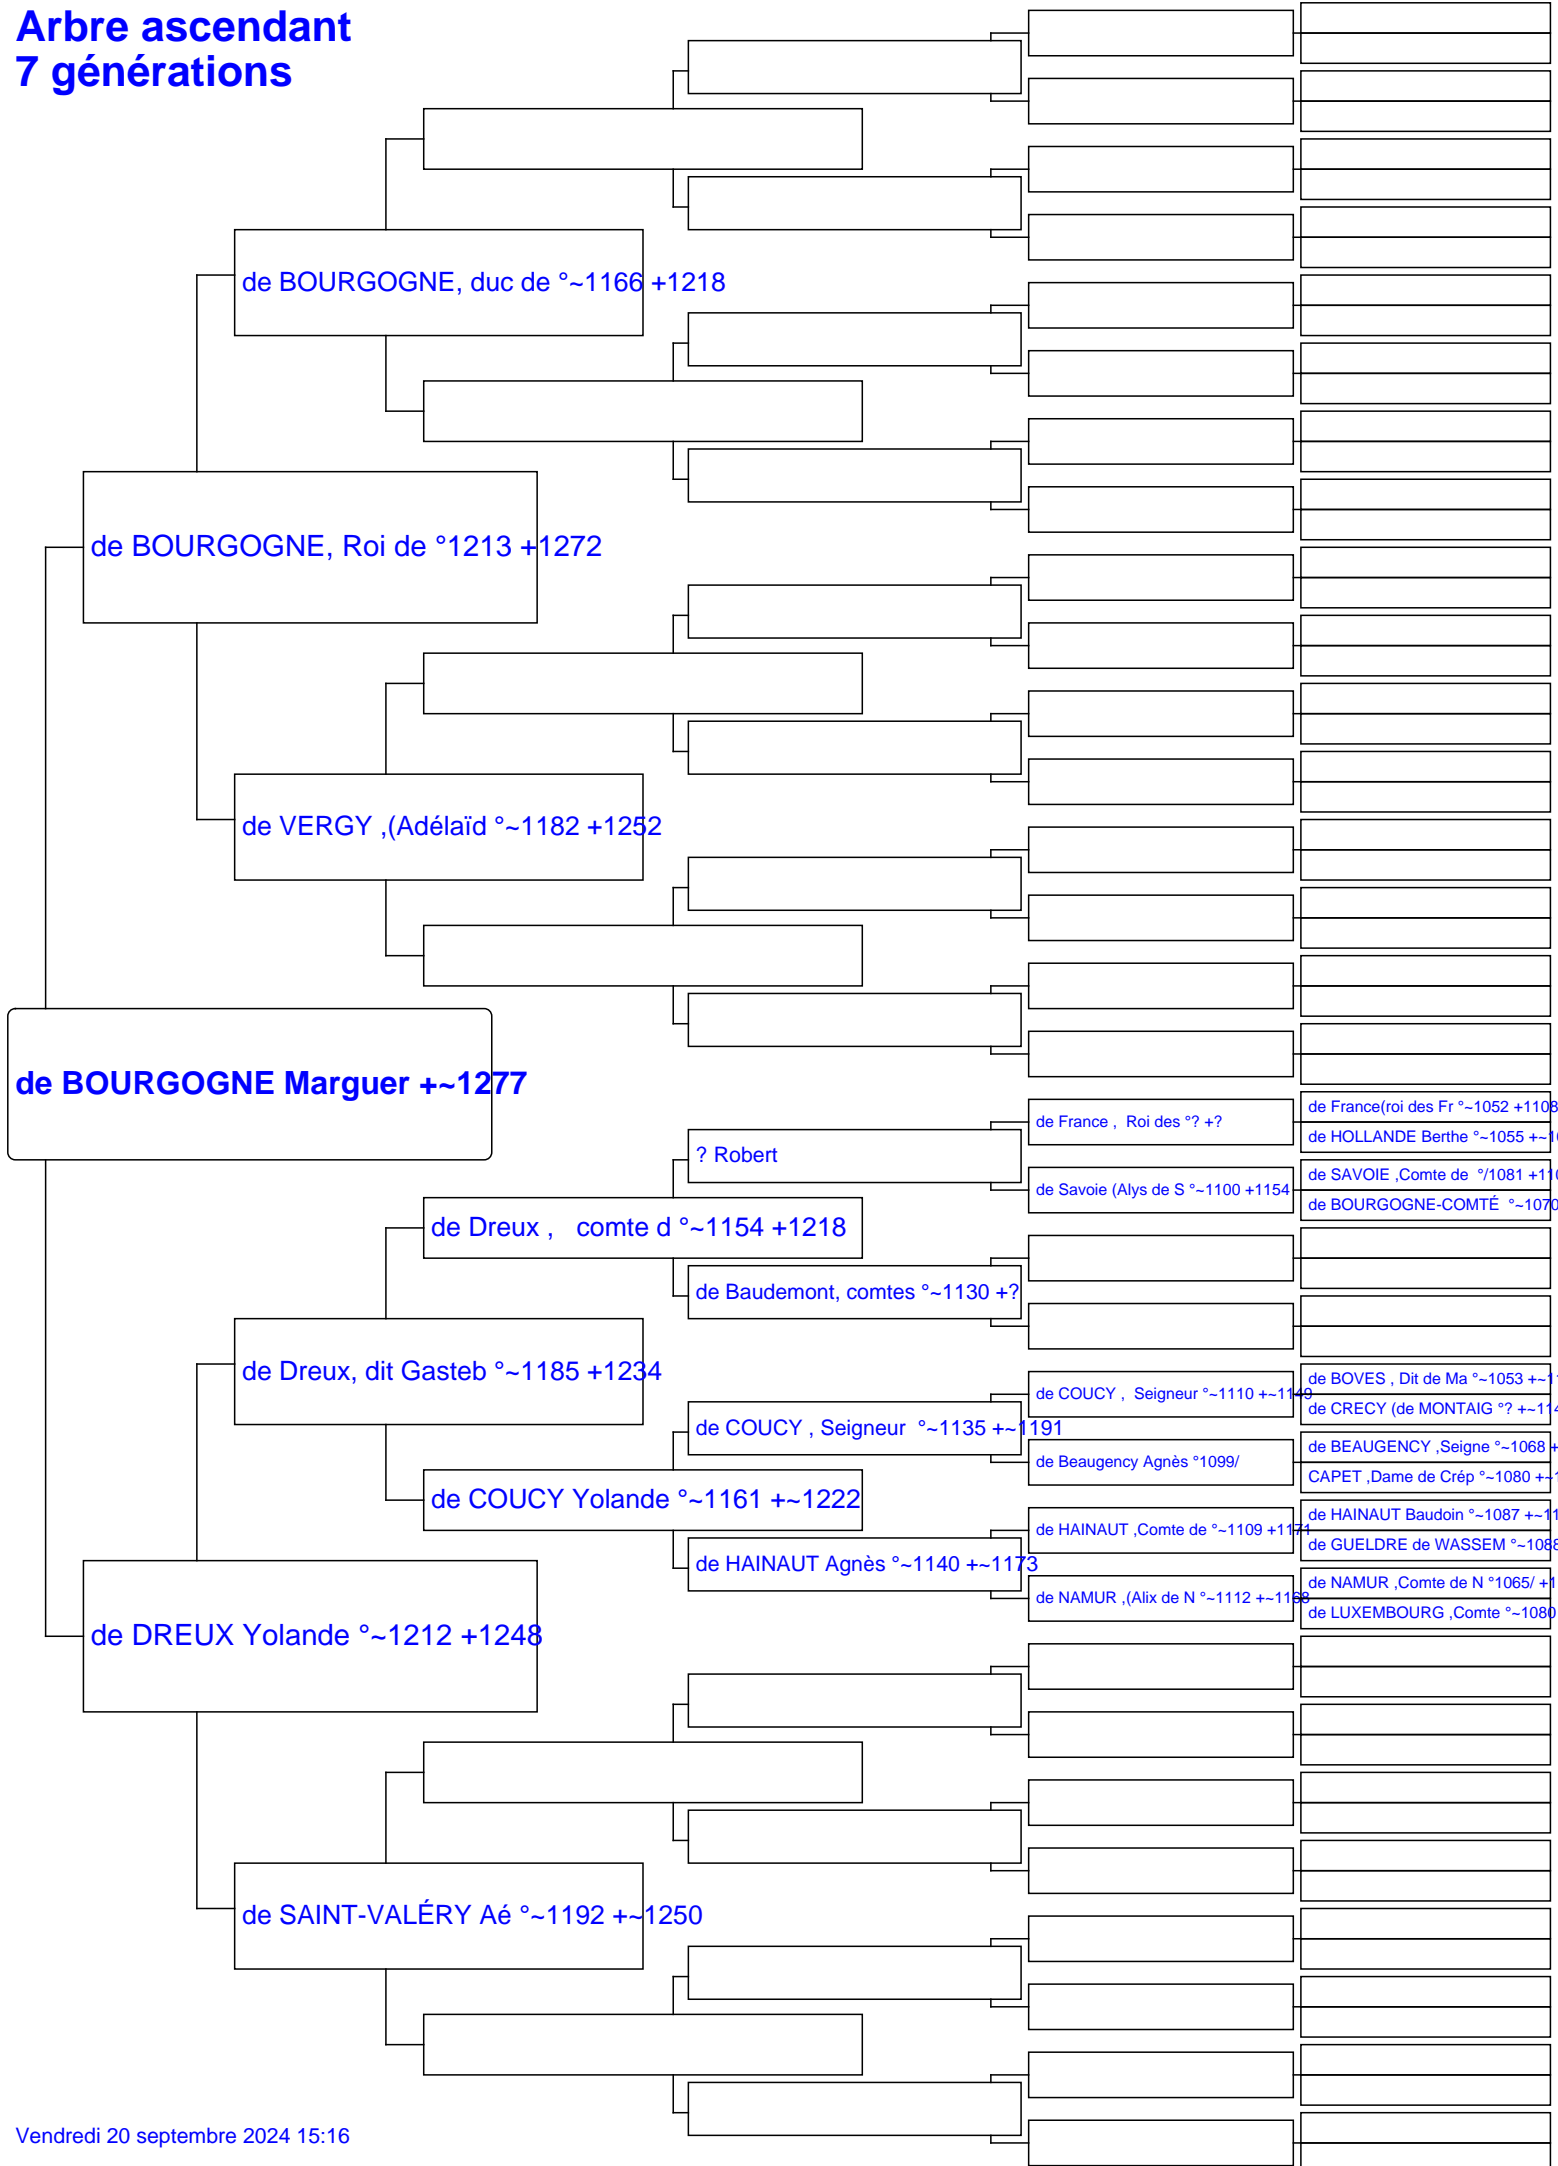 Arbre ascendant
7 générations
de BOURGOGNE, duc de °~1166 +1218
de BOURGOGNE, Roi de °1213 +1272
de VERGY ,(Adélaïd °~1182 +1252
de BOURGOGNE Marguer +~1277
de France(roi des Fr °~1052 +1108
de France , Roi des °? +?
de HOLLANDE Berthe °~1055 +~1
? Robert
de SAVOIE ,Comte de °/1081 +110
de Savoie (Alys de S °~1100 +1154
de BOURGOGNE-COMTÉ °~1070
de Dreux , comte d °~1154 +1218
de Baudemont, comtes °~1130 +?
de Dreux, dit Gasteb °~1185 +1234
de BOVES , Dit de Ma °~1053 +~1
de COUCY , Seigneur °~1110 +~1149
de CRECY (de MONTAIG °? +~114
de COUCY , Seigneur °~1135 +~1191
de BEAUGENCY ,Seigne °~1068 +
de Beaugency Agnès °1099/
CAPET ,Dame de Crép °~1080 +~1
de COUCY Yolande °~1161 +~1222
de HAINAUT Baudoin °~1087 +~11
de HAINAUT ,Comte de °~1109 +1171
de GUELDRE de WASSEM °~1088
de HAINAUT Agnès °~1140 +~1173
de NAMUR ,Comte de N °1065/ +1
de NAMUR ,(Alix de N °~1112 +~1168
de LUXEMBOURG ,Comte °~1080
de DREUX Yolande °~1212 +1248
de SAINT-VALÉRY Aé °~1192 +~1250
Vendredi 20 septembre 2024 15:16